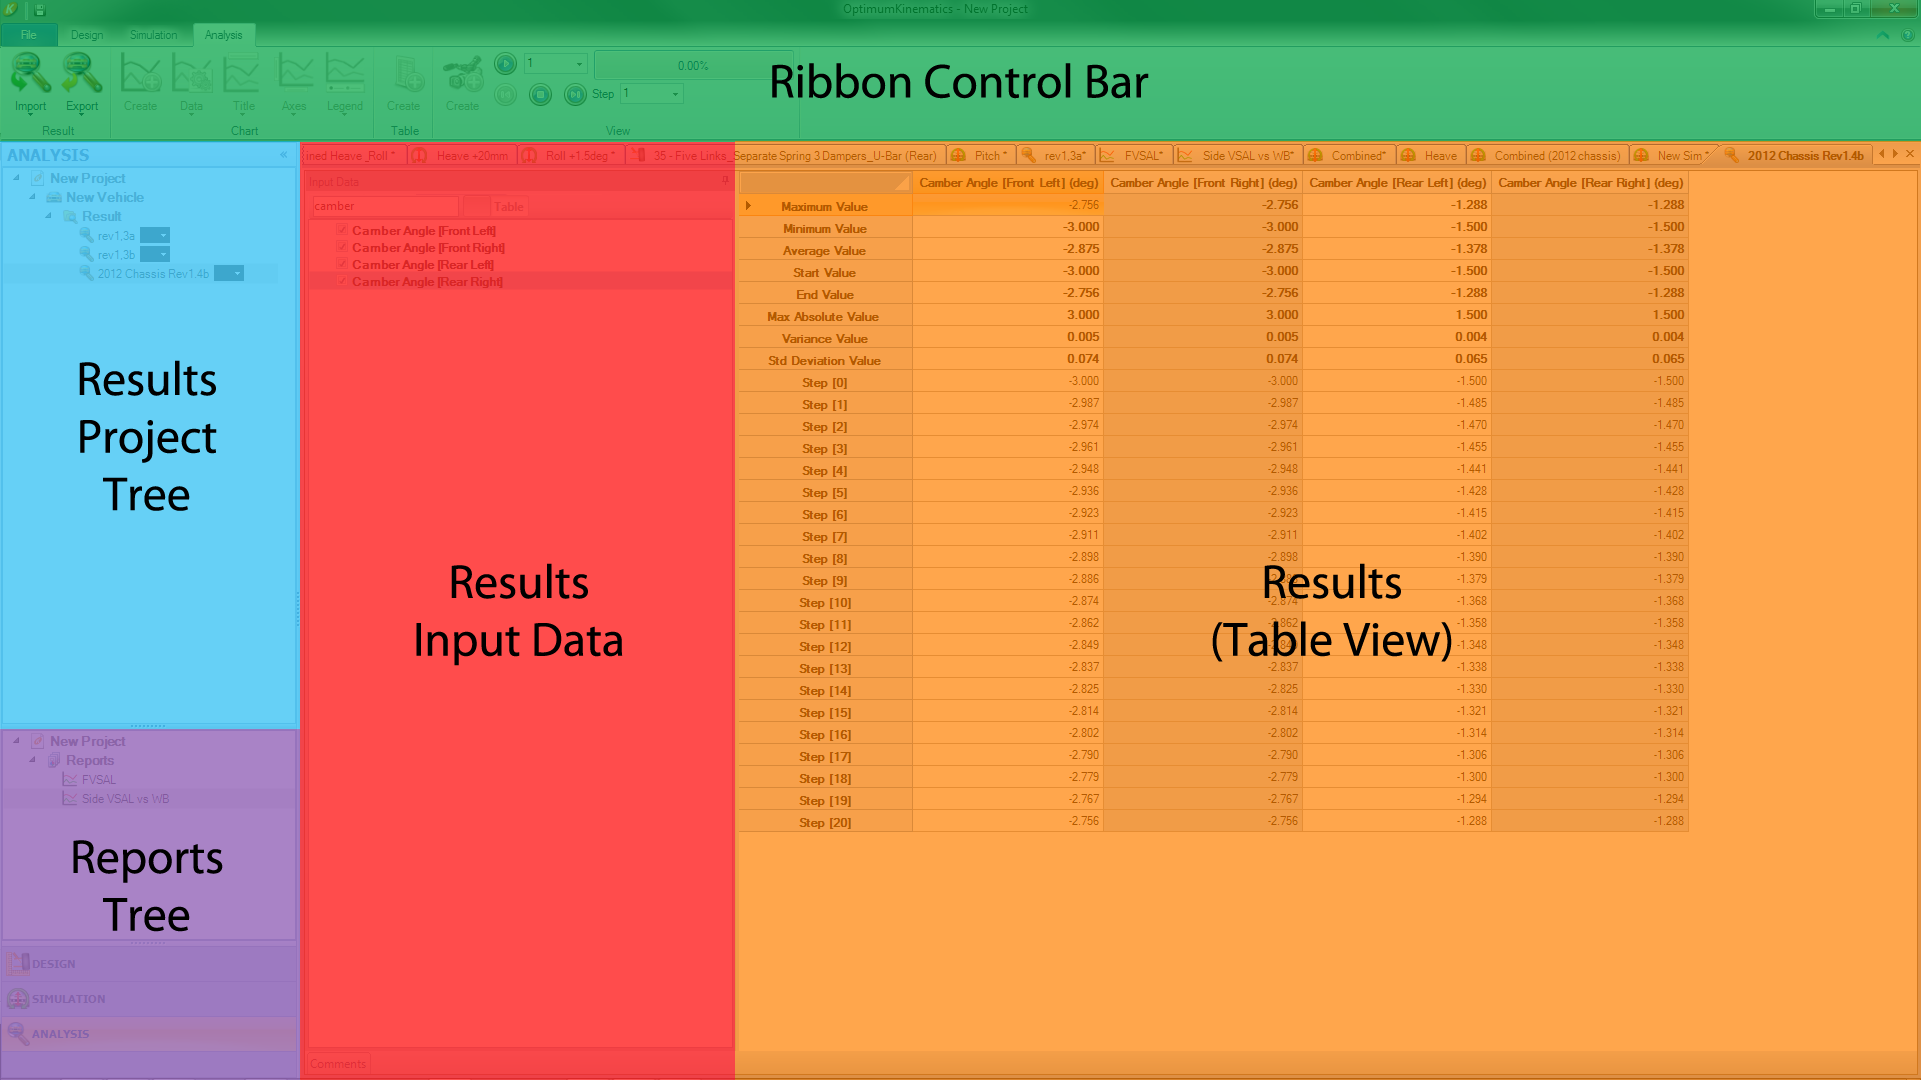 OptimumKinematics - New Project
File Design Simulation Analysis
1 0.00%
Step 1
Import Export Create Data Title Axes Legend Create Create
Result Chart Table View
Ribbon Control Bar
ANALYSIS «
New Project
New Vehicle
Result
rev1,3a
rev1,3b
2012 Chassis Rev1.4b
Results
Project
Tree
New Project
Reports
FVSAL
Side VSAL vs WB
Reports
Tree
DESIGN
SIMULATION
ANALYSIS
ined Heave _Roll * Heave +20mm Roll +1.5deg * 35 - Five Links_Separate Spring 3 Dampers_U-Bar (Rear) Pitch * rev1,3a* FVSAL* Side VSAL vs WB* Combined* Heave Combined (2012 chassis) New Sim * 2012 Chassis Rev1.4b
Input Data
camber Table
Camber Angle [Front Left]
Camber Angle [Front Right]
Camber Angle [Rear Left]
Camber Angle [Rear Right]
Results
Input Data
Comments
Camber Angle [Front Left] (deg) Camber Angle [Front Right] (deg) Camber Angle [Rear Left] (deg) Camber Angle [Rear Right] (deg)
Maximum Value -2.756 -2.756 -1.288 -1.288
Minimum Value -3.000 -3.000 -1.500 -1.500
Average Value -2.875 -2.875 -1.378 -1.378
Start Value -3.000 -3.000 -1.500 -1.500
End Value -2.756 -2.756 -1.288 -1.288
Max Absolute Value 3.000 3.000 1.500 1.500
Variance Value 0.005 0.005 0.004 0.004
Std Deviation Value 0.074 0.074 0.065 0.065
Step [0] -3.000 -3.000 -1.500 -1.500
Step [1] -2.987 -2.987 -1.485 -1.485
Step [2] -2.974 -2.974 -1.470 -1.470
Step [3] -2.961 -2.961 -1.455 -1.455
Step [4] -2.948 -2.948 -1.441 -1.441
Step [5] -2.936 -2.936 -1.428 -1.428
Step [6] -2.923 -2.923 -1.415 -1.415
Step [7] -2.911 -2.911 -1.402 -1.402
Step [8] -2.898 -2.898 -1.390 -1.390
Step [9] -2.886 -1.379 -1.379
Step [10] -2.874 -2.874 -1.368 -1.368
Step [11] -2.862 -2.862 -1.358 -1.358
Step [12] -2.849 -1.348 -1.348
Step [13] -2.837 -2.837 -1.338 -1.338
Step [14] -2.825 -2.825 -1.330 -1.330
Step [15] -2.814 -2.814 -1.321 -1.321
Step [16] -2.802 -2.802 -1.314 -1.314
Step [17] -2.790 -2.790 -1.306 -1.306
Step [18] -2.779 -2.779 -1.300 -1.300
Step [19] -2.767 -2.767 -1.294 -1.294
Step [20] -2.756 -2.756 -1.288 -1.288
Results
(Table View)